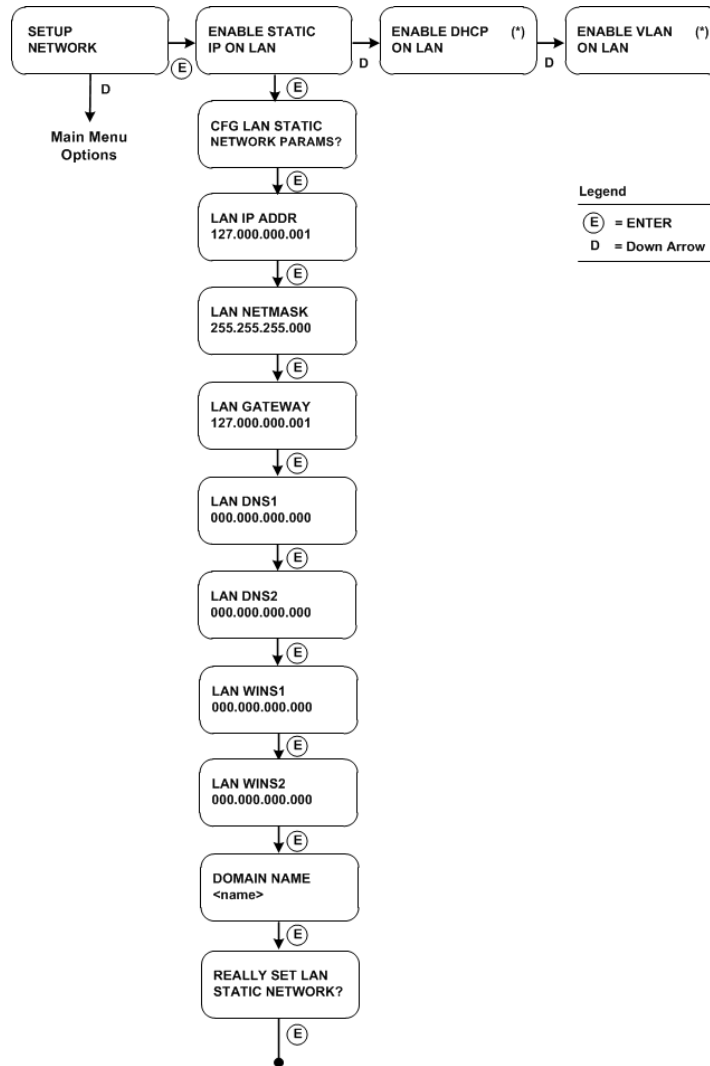 SETUP
NETWORK
E
D
Main Menu
Options
ENABLE STATIC
IP ON LAN
D
ENABLE DHCP (*)
ON LAN
D
ENABLE VLAN (*)
ON LAN
E
CFG LAN STATIC
NETWORK PARAMS?
E
LAN IP ADDR
127.000.000.001
E
LAN NETMASK
255.255.255.000
E
LAN GATEWAY
127.000.000.001
E
LAN DNS1
000.000.000.000
E
LAN DNS2
000.000.000.000
E
LAN WINS1
000.000.000.000
E
LAN WINS2
000.000.000.000
E
DOMAIN NAME
<name>
E
REALLY SET LAN
STATIC NETWORK?
E
Legend
E = ENTER
D = Down Arrow